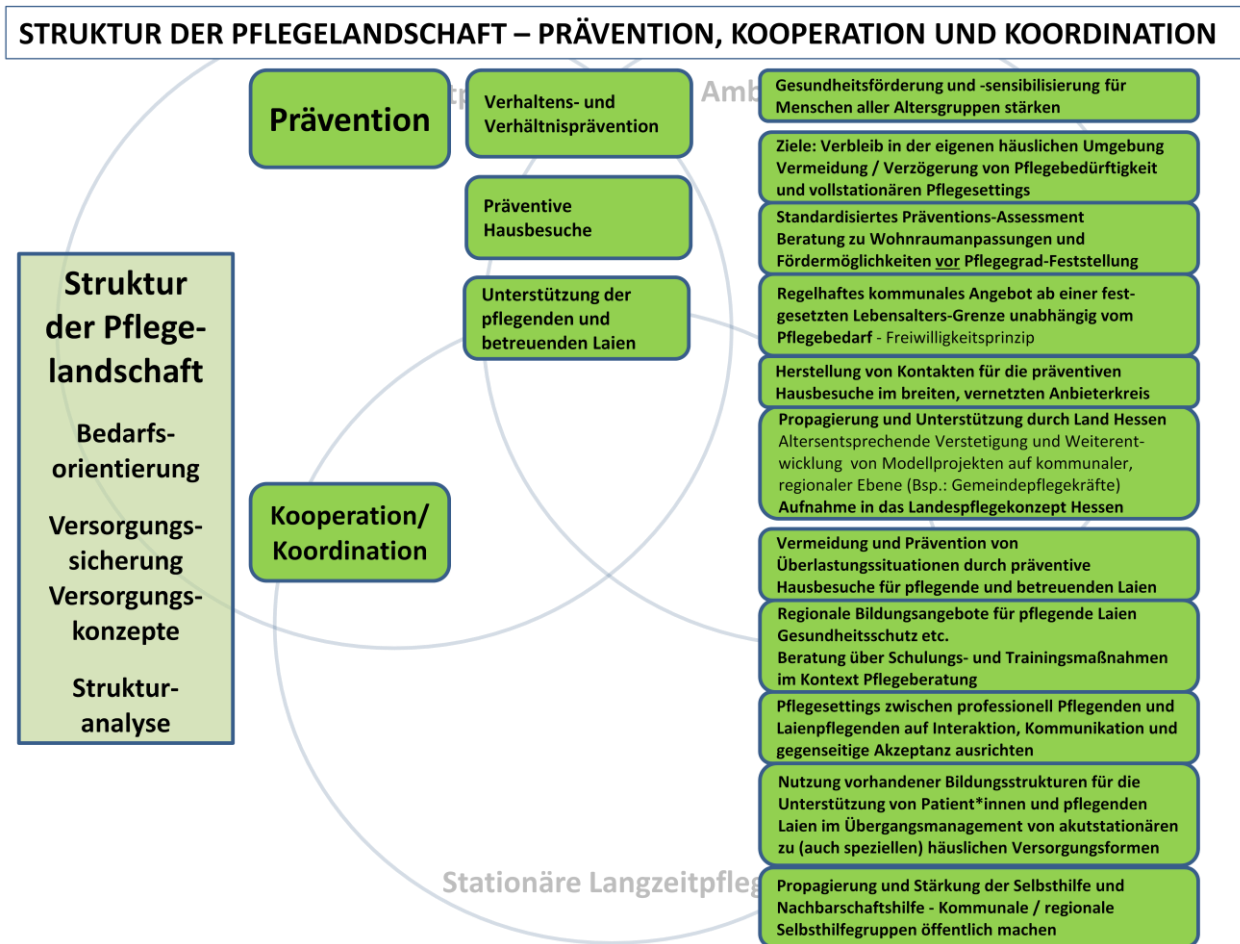 STRUKTUR DER PFLEGELANDSCHAFT – PRÄVENTION, KOOPERATION UND KOORDINATION
Struktur
der Pflege-
landschaft
Bedarfs-
orientierung
Versorgungs-
sicherung
Versorgungs-
konzepte
Struktur-
analyse
Prävention
Kooperation/
Koordination
Verhaltens- und
Verhältnisprävention
Präventive
Hausbesuche
Unterstützung der
pflegenden und
betreuenden Laien
Gesundheitsförderung und -sensibilisierung für
Menschen aller Altersgruppen stärken
Ziele: Verbleib in der eigenen häuslichen Umgebung
Vermeidung / Verzögerung von Pflegebedürftigkeit
und vollstationären Pflegesettings
Standardisiertes Präventions-Assessment
Beratung zu Wohnraumanpassungen und
Fördermöglichkeiten vor Pflegegrad-Feststellung
Regelhaftes kommunales Angebot ab einer fest-
gesetzten Lebensalters-Grenze unabhängig vom
Pflegebedarf - Freiwilligkeitsprinzip
Herstellung von Kontakten für die präventiven
Hausbesuche im breiten, vernetzten Anbieterkreis
Propagierung und Unterstützung durch Land Hessen
Altersentsprechende Verstetigung und Weiterent-
wicklung von Modellprojekten auf kommunaler,
regionaler Ebene (Bsp.: Gemeindepflegekräfte)
Aufnahme in das Landespflegekonzept Hessen
Vermeidung und Prävention von
Überlastungssituationen durch präventive
Hausbesuche für pflegende und betreuenden Laien
Regionale Bildungsangebote für pflegende Laien
Gesundheitsschutz etc.
Beratung über Schulungs- und Trainingsmaßnahmen
im Kontext Pflegeberatung
Pflegesettings zwischen professionell Pflegenden und
Laienpflegenden auf Interaktion, Kommunikation und
gegenseitige Akzeptanz ausrichten
Nutzung vorhandener Bildungsstrukturen für die
Unterstützung von Patient*innen und pflegenden
Laien im Übergangsmanagement von akutstationären
zu (auch speziellen) häuslichen Versorgungsformen
Propagierung und Stärkung der Selbsthilfe und
Nachbarschaftshilfe - Kommunale / regionale
Selbsthilfegruppen öffentlich machen
Amb
Stationäre Langzeitpfleg